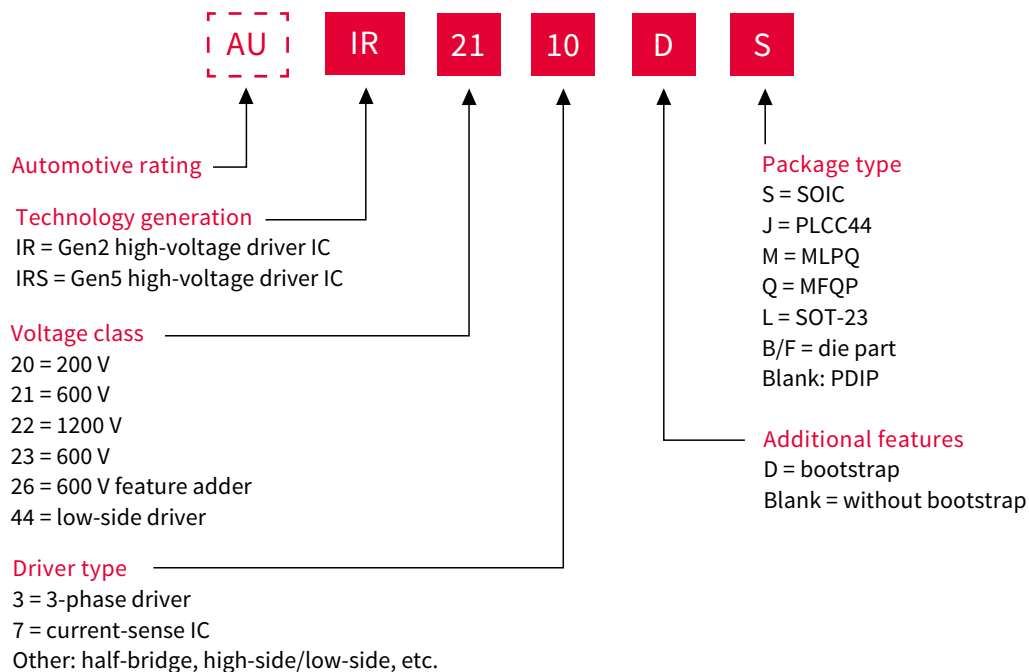 AU IR 21 10 D S
Automotive rating
Technology generation
IR = Gen2 high-voltage driver IC
IRS = Gen5 high-voltage driver IC
Voltage class
20 = 200 V
21 = 600 V
22 = 1200 V
23 = 600 V
26 = 600 V feature adder
44 = low-side driver
Driver type
3 = 3-phase driver
7 = current-sense IC
Other: half-bridge, high-side/low-side, etc.
Package type
S = SOIC
J = PLCC44
M = MLPQ
Q = MFQP
L = SOT-23
B/F = die part
Blank: PDIP
Additional features
D = bootstrap
Blank = without bootstrap